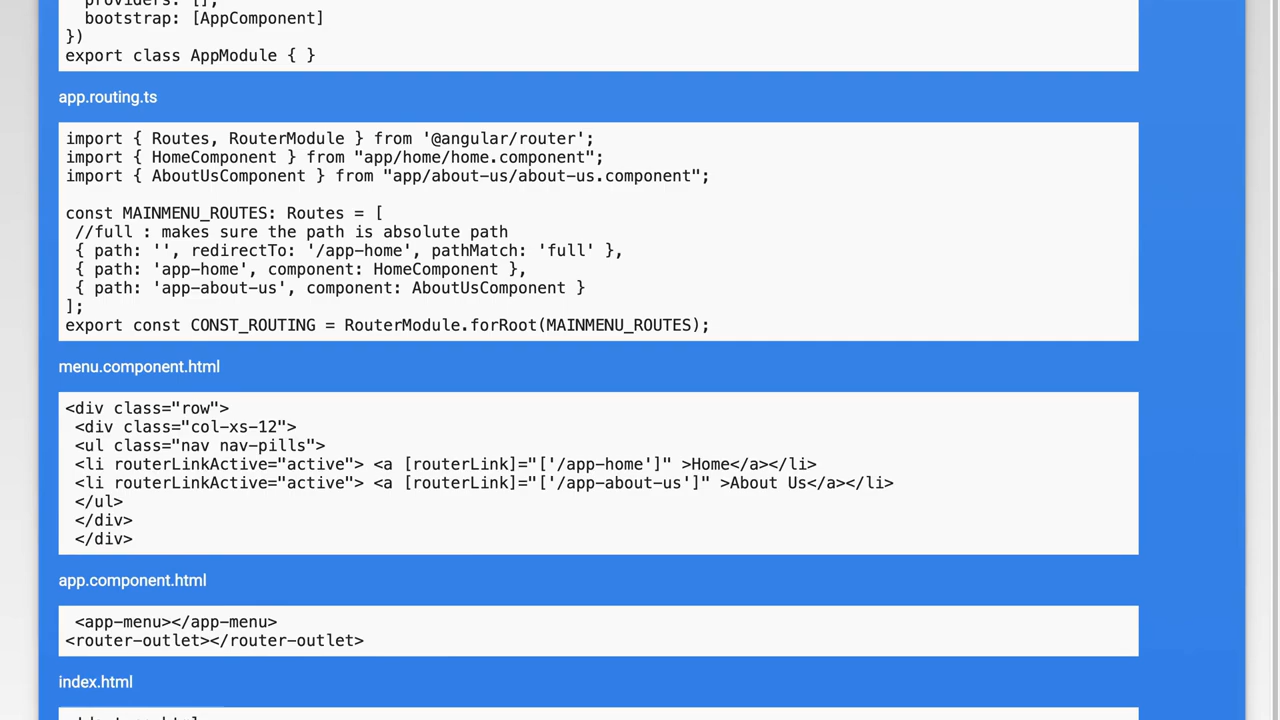 providers: [],
bootstrap: [AppComponent]
})
export class AppModule { }
app.routing.ts
import { Routes, RouterModule } from '@angular/router';
import { HomeComponent } from "app/home/home.component";
import { AboutUsComponent } from "app/about-us/about-us.component";
const MAINMENU_ROUTES: Routes = [
//full : makes sure the path is absolute path
{ path: '', redirectTo: '/app-home', pathMatch: 'full' },
{ path: 'app-home', component: HomeComponent },
{ path: 'app-about-us', component: AboutUsComponent }
];
export const CONST_ROUTING = RouterModule.forRoot(MAINMENU_ROUTES);
menu.component.html
<div class="row">
<div class="col-xs-12">
<ul class="nav nav-pills">
<li routerLinkActive="active"> <a [routerLink]="['/app-home']" >Home</a></li>
<li routerLinkActive="active"> <a [routerLink]="['/app-about-us']" >About Us</a></li>
</ul>
</div>
</div>
app.component.html
<app-menu></app-menu>
<router-outlet></router-outlet>
index.html